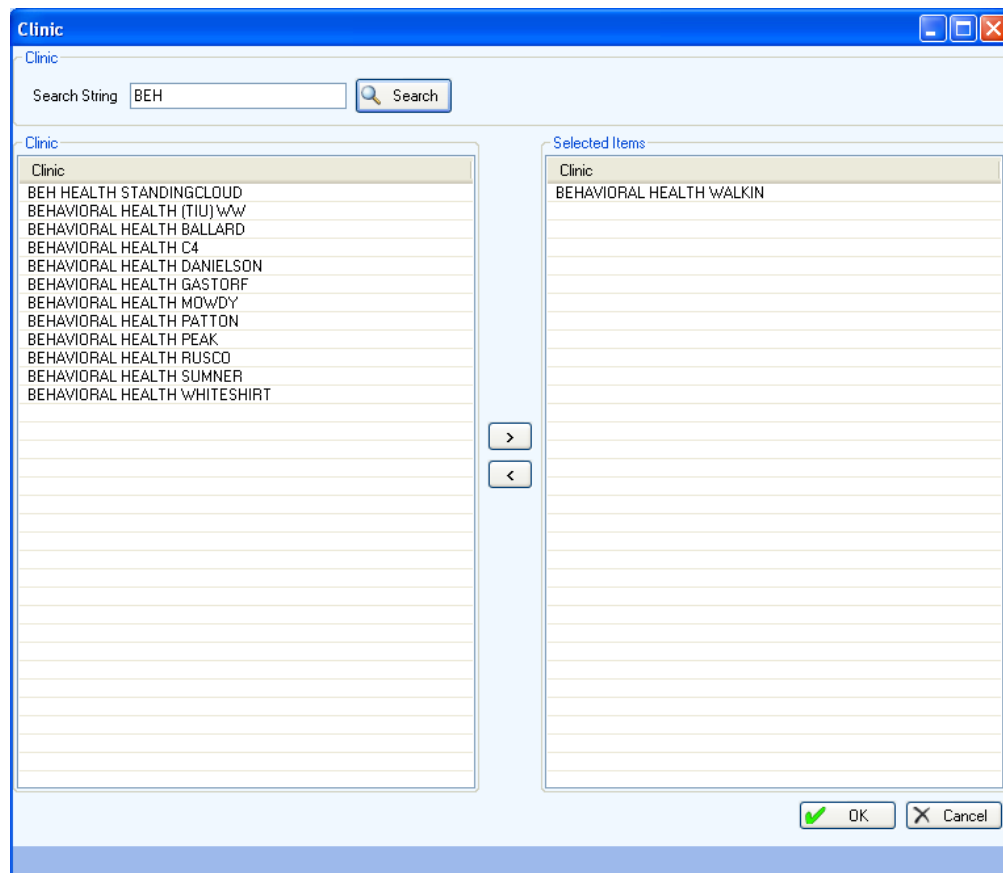 Clinic
Clinic
Search String BEH Search
Clinic
Clinic
BEH HEALTH STANDINGCLOUD
BEHAVIORAL HEALTH (TIU) WW
BEHAVIORAL HEALTH BALLARD
BEHAVIORAL HEALTH C4
BEHAVIORAL HEALTH DANIELSON
BEHAVIORAL HEALTH GASTORF
BEHAVIORAL HEALTH MOWDY
BEHAVIORAL HEALTH PATTON
BEHAVIORAL HEALTH PEAK
BEHAVIORAL HEALTH RUSCO
BEHAVIORAL HEALTH SUMNER
BEHAVIORAL HEALTH WHITESHIRT
>
<
Selected Items
Clinic
BEHAVIORAL HEALTH WALKIN
OK Cancel